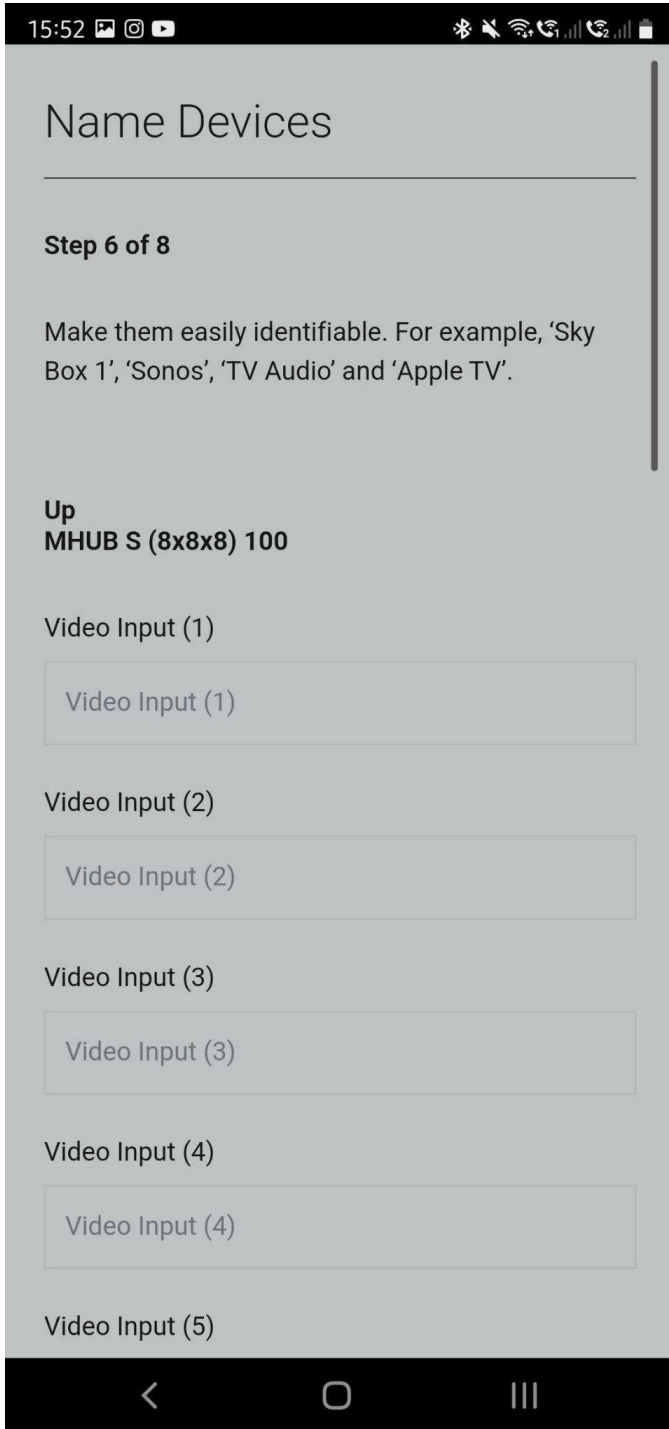 15:52
Name Devices
Step 6 of 8
Make them easily identifiable. For example, ‘Sky
Box 1’, ‘Sonos’, ‘TV Audio’ and ‘Apple TV’.
Up
MHUB S (8x8x8) 100
Video Input (1)
Video Input (1)
Video Input (2)
Video Input (2)
Video Input (3)
Video Input (3)
Video Input (4)
Video Input (4)
Video Input (5)